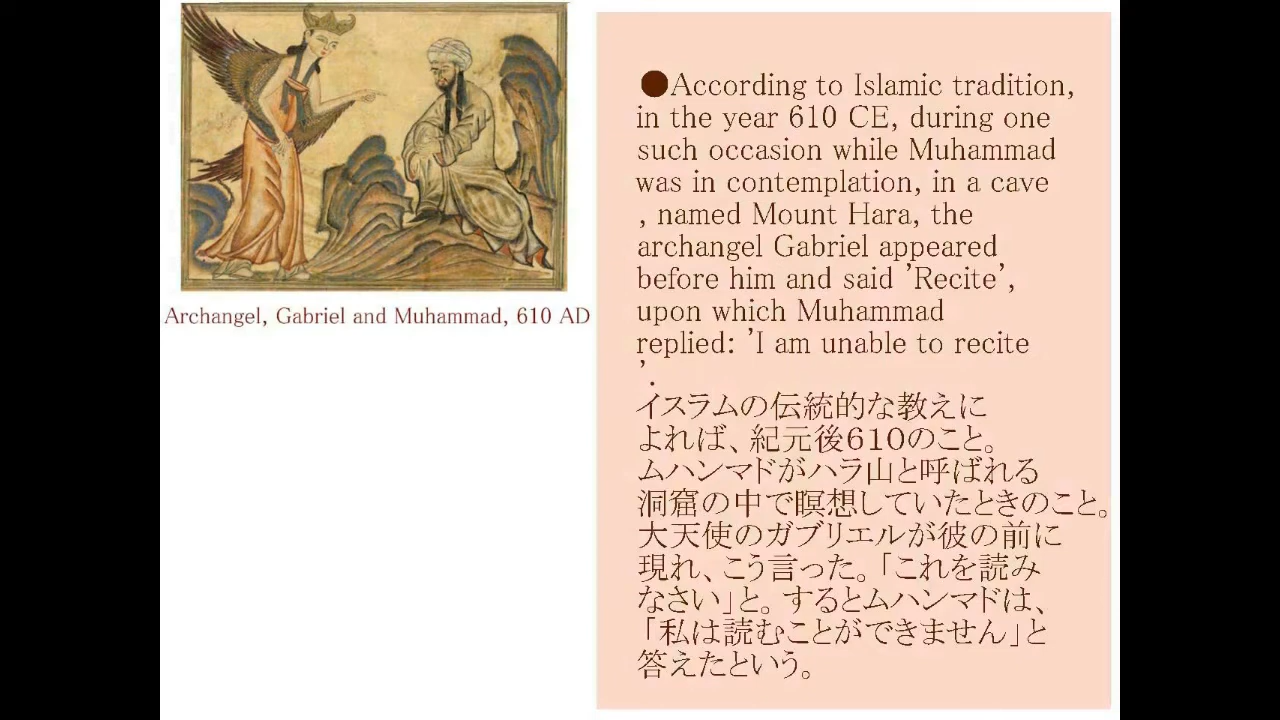 Archangel, Gabriel and Muhammad, 610 AD
●According to Islamic tradition,
in the year 610 CE, during one
such occasion while Muhammad
was in contemplation, in a cave
, named Mount Hara, the
archangel Gabriel appeared
before him and said 'Recite',
upon which Muhammad
replied: 'I am unable to recite
'.
イスラムの伝統的な教えに
よれば、紀元後610のこと。
ムハンマドがハラ山と呼ばれる
洞窟の中で瞑想していたときのこと。
大天使のガブリエルが彼の前に
現れ、こう言った。「これを読み
なさい」と。するとムハンマドは、
「私は読むことができません」と
答えたという。